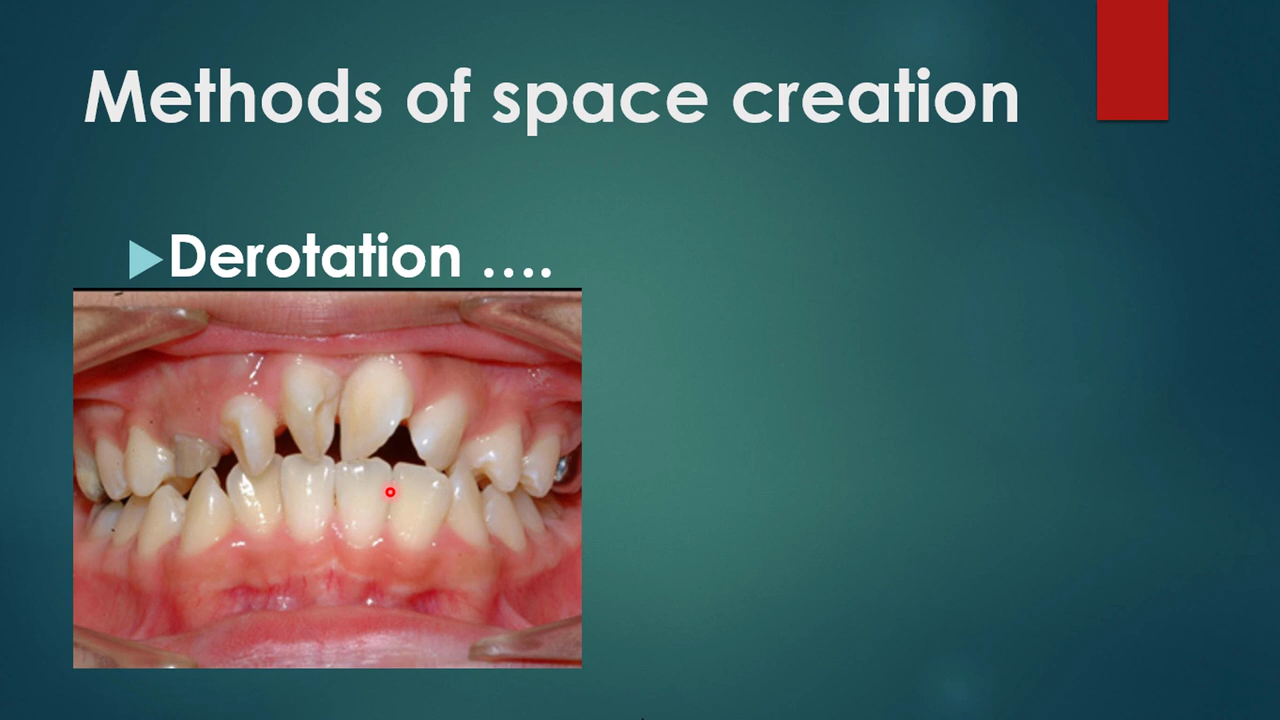 Methods of space creation
Derotation ....